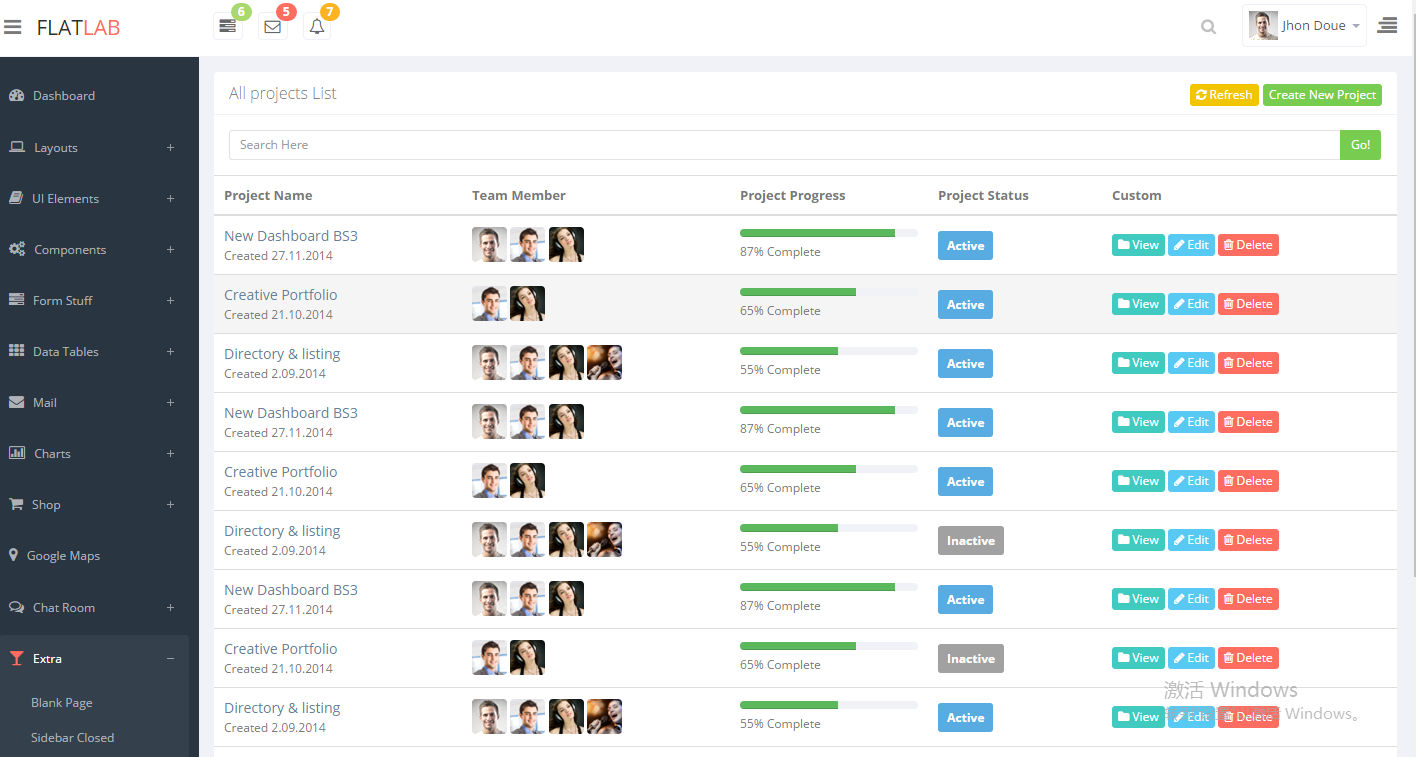 FLATLAB
6
5
7
Jhon Doue
Dashboard
Layouts
UI Elements
Components
Form Stuff
Data Tables
Mail
Charts
Shop
Google Maps
Chat Room
Extra
Blank Page
Sidebar Closed
All projects List
Refresh Create New Project
Search Here Go!
Project Name Team Member Project Progress Project Status Custom
New Dashboard BS3
Created 27.11.2014
87% Complete
Active
View Edit Delete
Creative Portfolio
Created 21.10.2014
65% Complete
Active
View Edit Delete
Directory & listing
Created 2.09.2014
55% Complete
Active
View Edit Delete
New Dashboard BS3
Created 27.11.2014
87% Complete
Active
View Edit Delete
Creative Portfolio
Created 21.10.2014
65% Complete
Active
View Edit Delete
Directory & listing
Created 2.09.2014
55% Complete
Inactive
View Edit Delete
New Dashboard BS3
Created 27.11.2014
87% Complete
Active
View Edit Delete
Creative Portfolio
Created 21.10.2014
65% Complete
Inactive
View Edit Delete
Directory & listing
Created 2.09.2014
55% Complete
Active
View Edit Delete
激活 Windows
Windows。